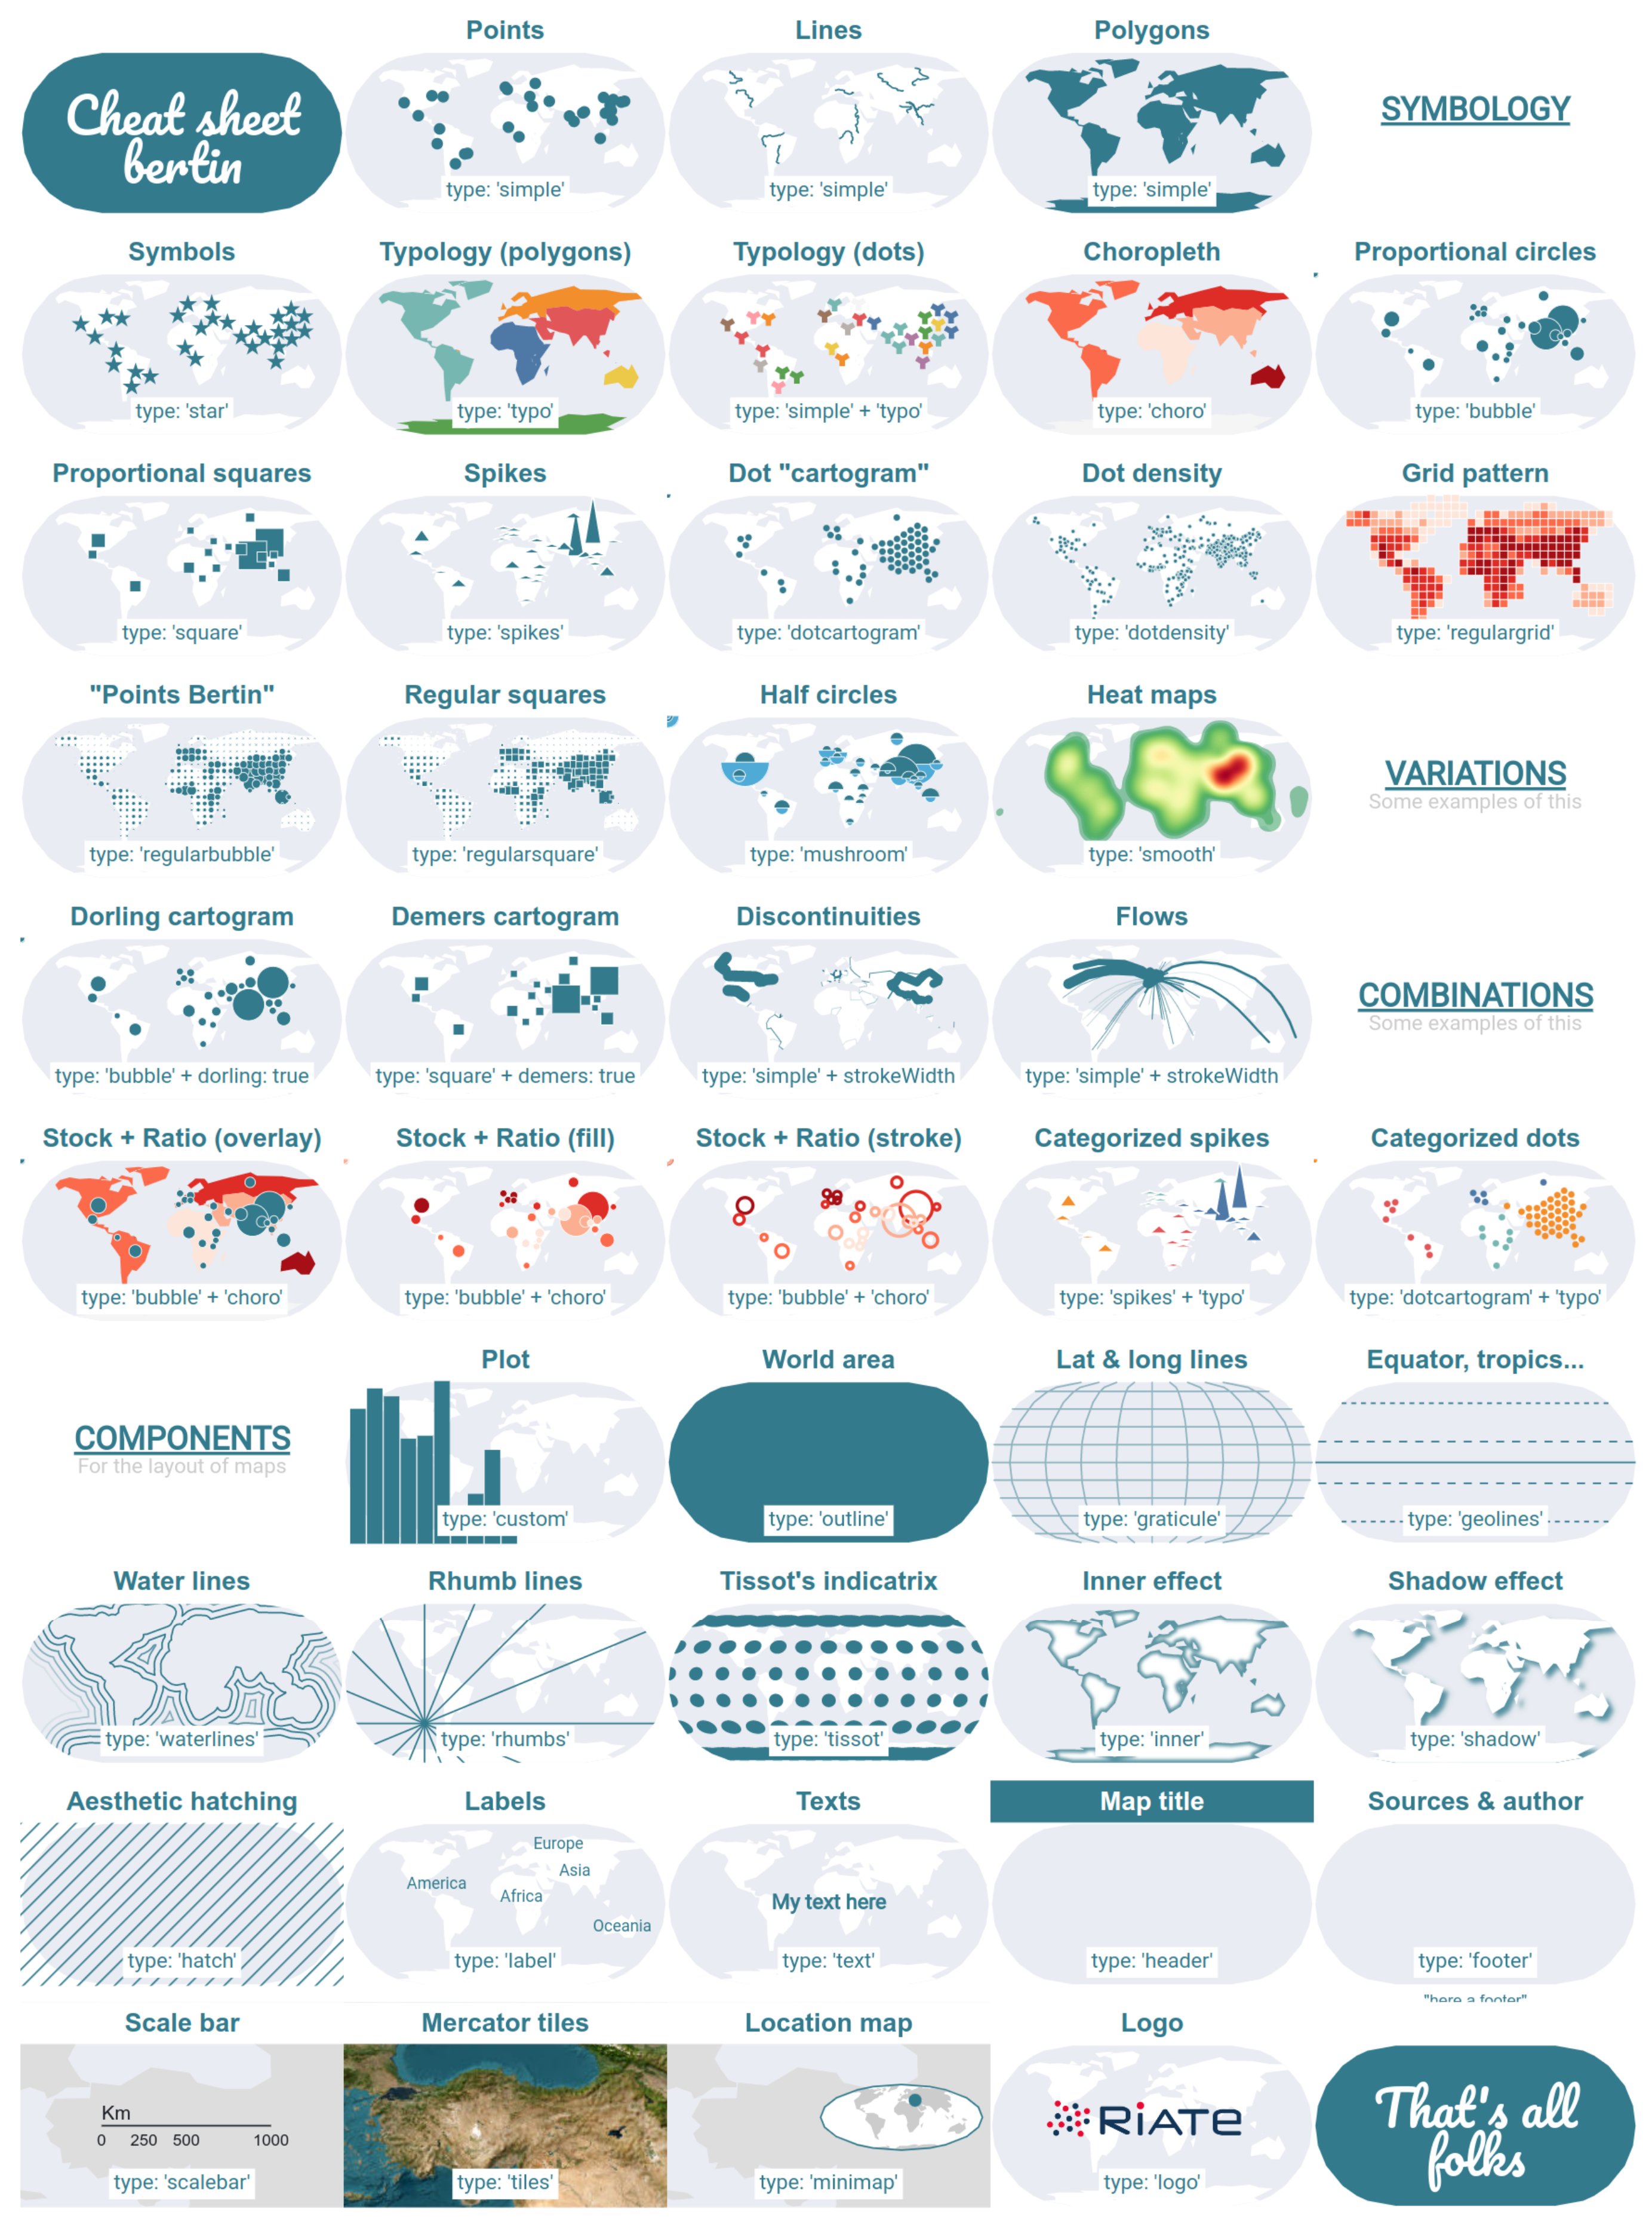 Cheat sheet
bertin
Points
type: 'simple'
Lines
type: 'simple'
Polygons
type: 'simple'
SYMBOLOGY
Symbols
type: 'star'
Typology (polygons)
type: 'typo'
Typology (dots)
type: 'simple' + 'typo'
Choropleth
type: 'choro'
Proportional circles
type: 'bubble'
Proportional squares
type: 'square'
Spikes
type: 'spikes'
Dot "cartogram"
type: 'dotcartogram'
Dot density
type: 'dotdensity'
Grid pattern
type: 'regulargrid'
"Points Bertin"
type: 'regularbubble'
Regular squares
type: 'regularsquare'
Half circles
type: 'mushroom'
Heat maps
type: 'smooth'
VARIATIONS
Some examples of this
Dorling cartogram
type: 'bubble' + dorling: true
Demers cartogram
type: 'square' + demers: true
Discontinuities
type: 'simple' + strokeWidth
Flows
type: 'simple' + strokeWidth
COMBINATIONS
Some examples of this
Stock + Ratio (overlay)
type: 'bubble' + 'choro'
Stock + Ratio (fill)
type: 'bubble' + 'choro'
Stock + Ratio (stroke)
type: 'bubble' + 'choro'
Categorized spikes
type: 'spikes' + 'typo'
Categorized dots
type: 'dotcartogram' + 'typo'
COMPONENTS
For the layout of maps
Plot
type: 'custom'
World area
type: 'outline'
Lat & long lines
type: 'graticule'
Equator, tropics...
type: 'geolines'
Water lines
type: 'waterlines'
Rhumb lines
type: 'rhumbs'
Tissot's indicatrix
type: 'tissot'
Inner effect
type: 'inner'
Shadow effect
type: 'shadow'
Aesthetic hatching
type: 'hatch'
Labels
Europe
Asia
America
Africa
Oceania
type: 'label'
Texts
My text here
type: 'text'
Map title
type: 'header'
Sources & author
type: 'footer'
"here a footer"
Scale bar
Km
0 250 500 1000
type: 'scalebar'
Mercator tiles
type: 'tiles'
Location map
type: 'minimap'
Logo
RiATE
type: 'logo'
That's all
folks